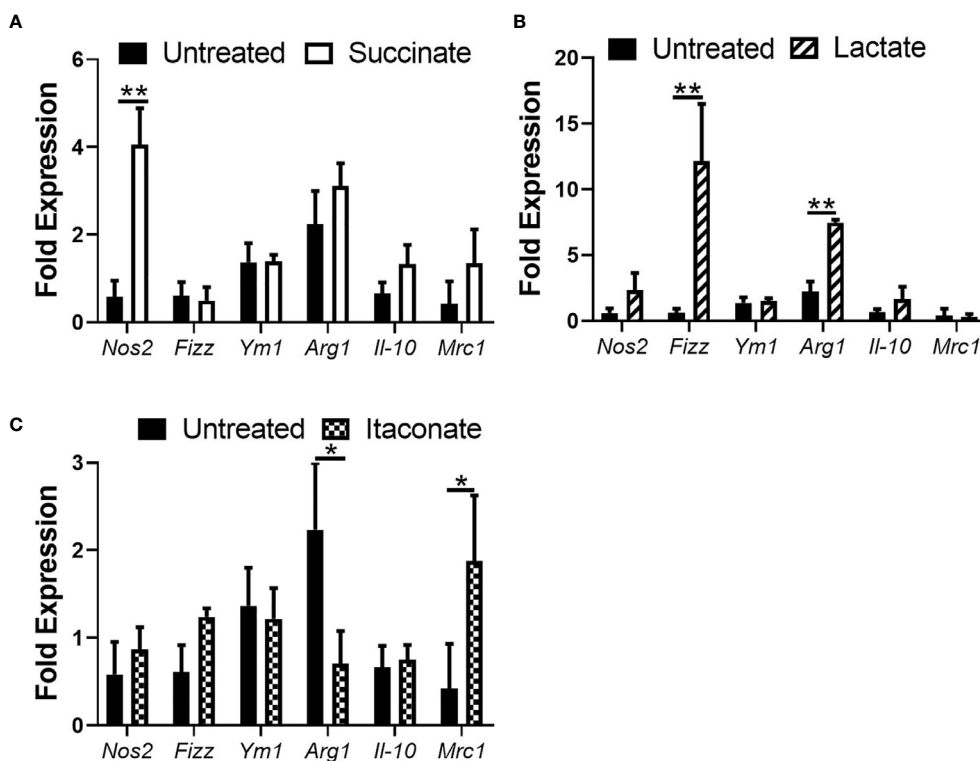 A
Untreated Succinate
Fold Expression
6
4
2
0
**
Nos2 Fizz Ym1 Arg1 Il-10 Mrc1
B
Untreated Lactate
Fold Expression
20
15
10
5
0
**
**
Nos2 Fizz Ym1 Arg1 Il-10 Mrc1
C
Untreated Itaconate
Fold Expression
3
2
1
0
*
*
Nos2 Fizz Ym1 Arg1 Il-10 Mrc1